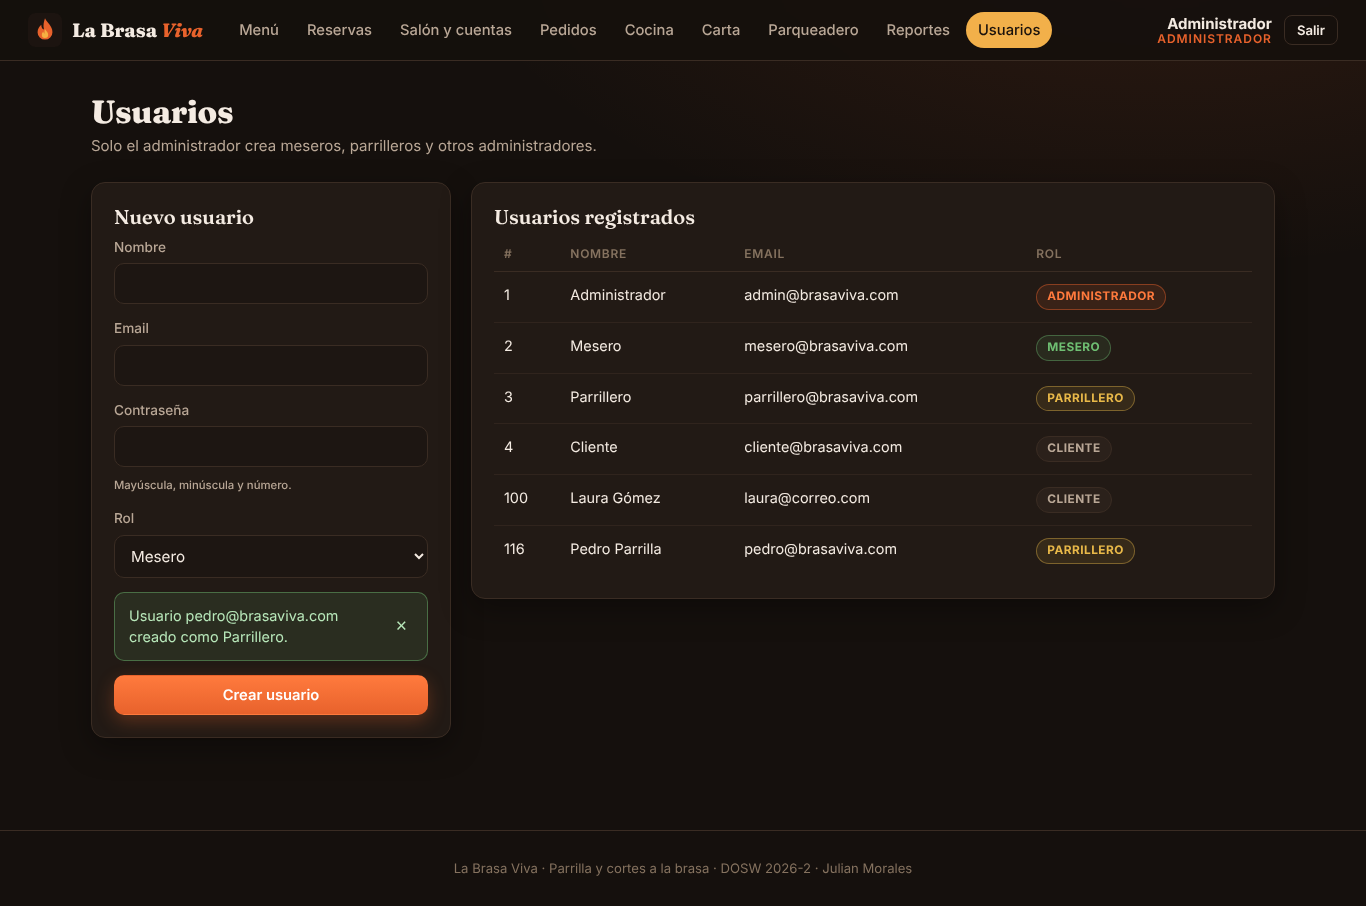 La Brasa Viva
Menú
Reservas
Salón y cuentas
Pedidos
Cocina
Carta
Parqueadero
Reportes
Usuarios
Administrador
ADMINISTRADOR
Salir
Usuarios
Solo el administrador crea meseros, parrilleros y otros administradores.
Nuevo usuario
Nombre
Email
Contraseña
Mayúscula, minúscula y número.
Rol
Mesero
Usuario pedro@brasaviva.com
creado como Parrillero.
×
Crear usuario
Usuarios registrados
# NOMBRE EMAIL ROL
1 Administrador admin@brasaviva.com ADMINISTRADOR
2 Mesero mesero@brasaviva.com MESERO
3 Parrillero parrillero@brasaviva.com PARRILLERO
4 Cliente cliente@brasaviva.com CLIENTE
100 Laura Gómez laura@correo.com CLIENTE
116 Pedro Parrilla pedro@brasaviva.com PARRILLERO
La Brasa Viva · Parrilla y cortes a la brasa · DOSW 2026-2 · Julian Morales